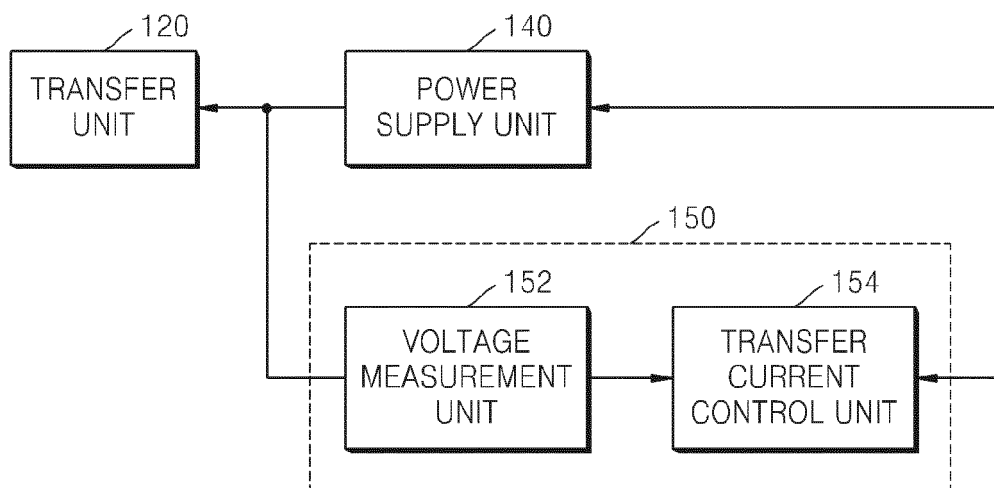 120
TRANSFER
UNIT
140
POWER
SUPPLY UNIT
150
152
VOLTAGE
MEASUREMENT
UNIT
154
TRANSFER
CURRENT
CONTROL UNIT